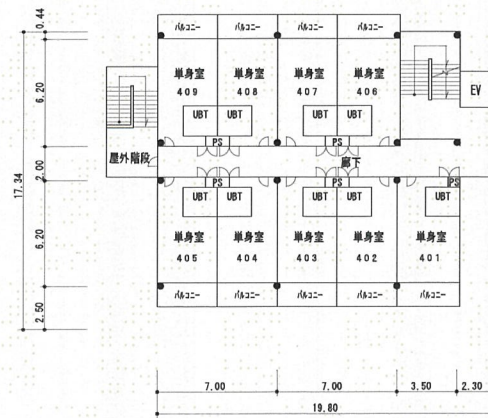 バルコニー バルコニー バルコニー バルコニー
0.44
単身室 単身室 単身室 単身室
409 408 407 406
6.20
EV
UBT UBT UBT UBT
PS PS
屋外階段 廊下
2.00
17.34
PS PS PS
UBT UBT UBT UBT UBT
6.20
単身室 単身室 単身室 単身室 単身室
405 404 403 402 401
バルコニー バルコニー バルコニー バルコニー バルコニー
2.50
7.00 7.00 3.50 2.30
19.80